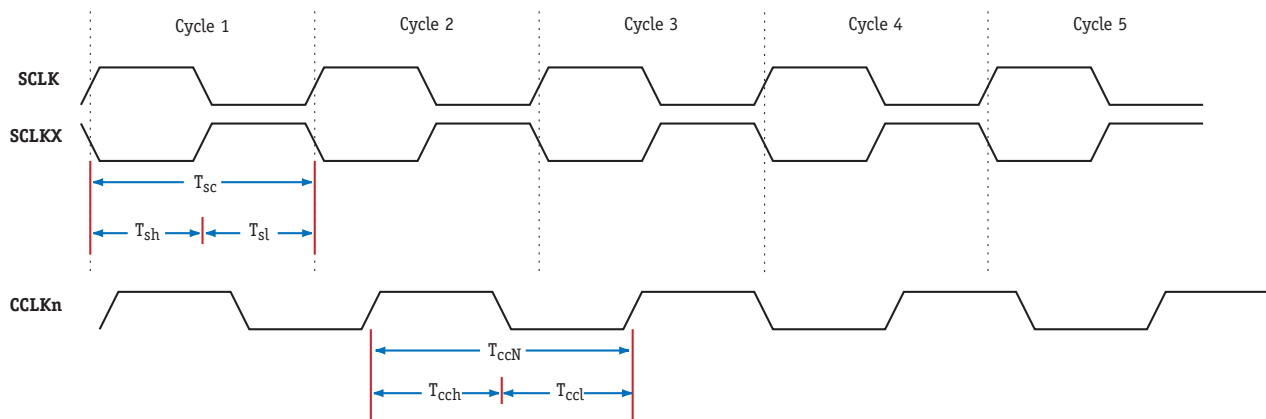 Cycle 1 Cycle 2 Cycle 3 Cycle 4 Cycle 5
SCLK
SCLKX
Tsc
Tsh Tsl
CCLKn
TccN
Tcch Tccl